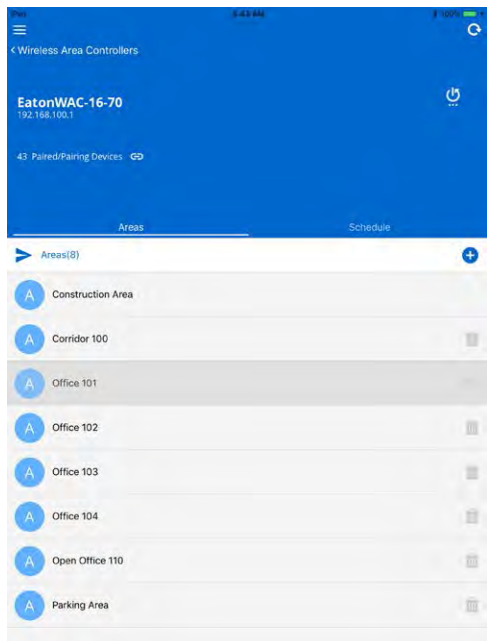 iPad 5:43 AM 100%
< Wireless Area Controllers
EatonWAC-16-70
192.168.100.1
43 Paired/Pairing Devices
Areas Schedule
Areas(8)
A Construction Area
A Corridor 100
A Office 101
A Office 102
A Office 103
A Office 104
A Open Office 110
A Parking Area